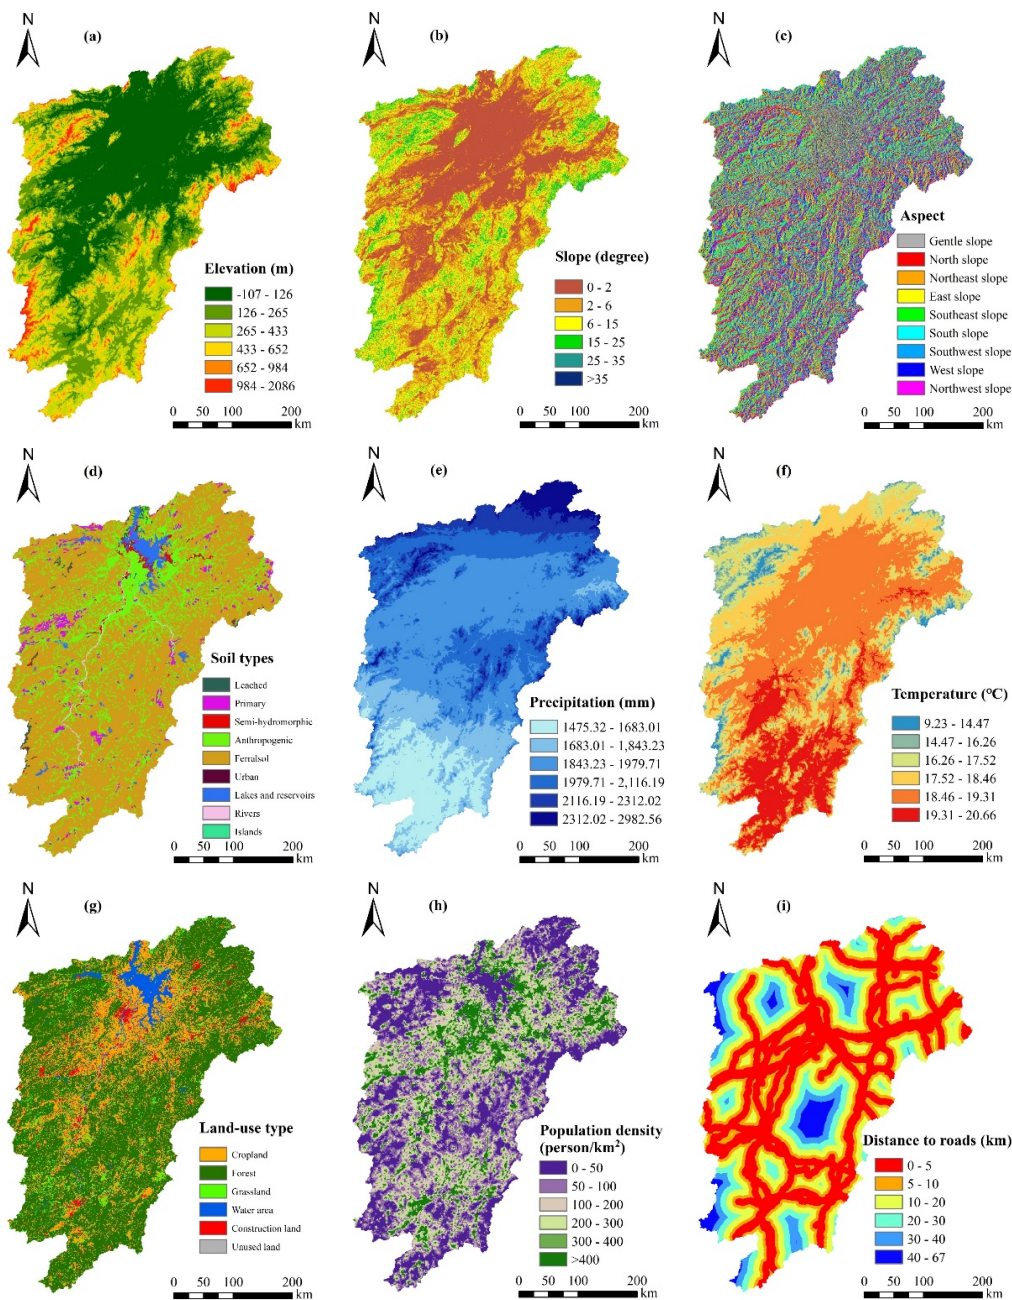 N
(a)
Elevation (m)
-107 - 126
126 - 265
265 - 433
433 - 652
652 - 984
984 - 2086
0 50 100 200
km
N
(b)
Slope (degree)
0 - 2
2 - 6
6 - 15
15 - 25
25 - 35
>35
0 50 100 200
km
N
(c)
Aspect
Gentle slope
North slope
Northeast slope
East slope
Southeast slope
South slope
Southwest slope
West slope
Northwest slope
0 50 100 200
km
N
(d)
Soil types
Leached
Primary
Semi-hydromorphic
Anthropogenic
Ferralsol
Urban
Lakes and reservoirs
Rivers
Islands
0 50 100 200
km
N
(e)
Precipitation (mm)
1475.32 - 1683.01
1683.01 - 1,843.23
1843.23 - 1979.71
1979.71 - 2,116.19
2116.19 - 2312.02
2312.02 - 2982.56
0 50 100 200
km
N
(f)
Temperature (°C)
9.23 - 14.47
14.47 - 16.26
16.26 - 17.52
17.52 - 18.46
18.46 - 19.31
19.31 - 20.66
0 50 100 200
km
N
(g)
Land-use type
Cropland
Forest
Grassland
Water area
Construction land
Unused land
0 50 100 200
km
N
(h)
Population density
(person/km²)
0 - 50
50 - 100
100 - 200
200 - 300
300 - 400
>400
0 50 100 200
km
N
(i)
Distance to roads (km)
0 - 5
5 - 10
10 - 20
20 - 30
30 - 40
40 - 67
0 50 100 200
km